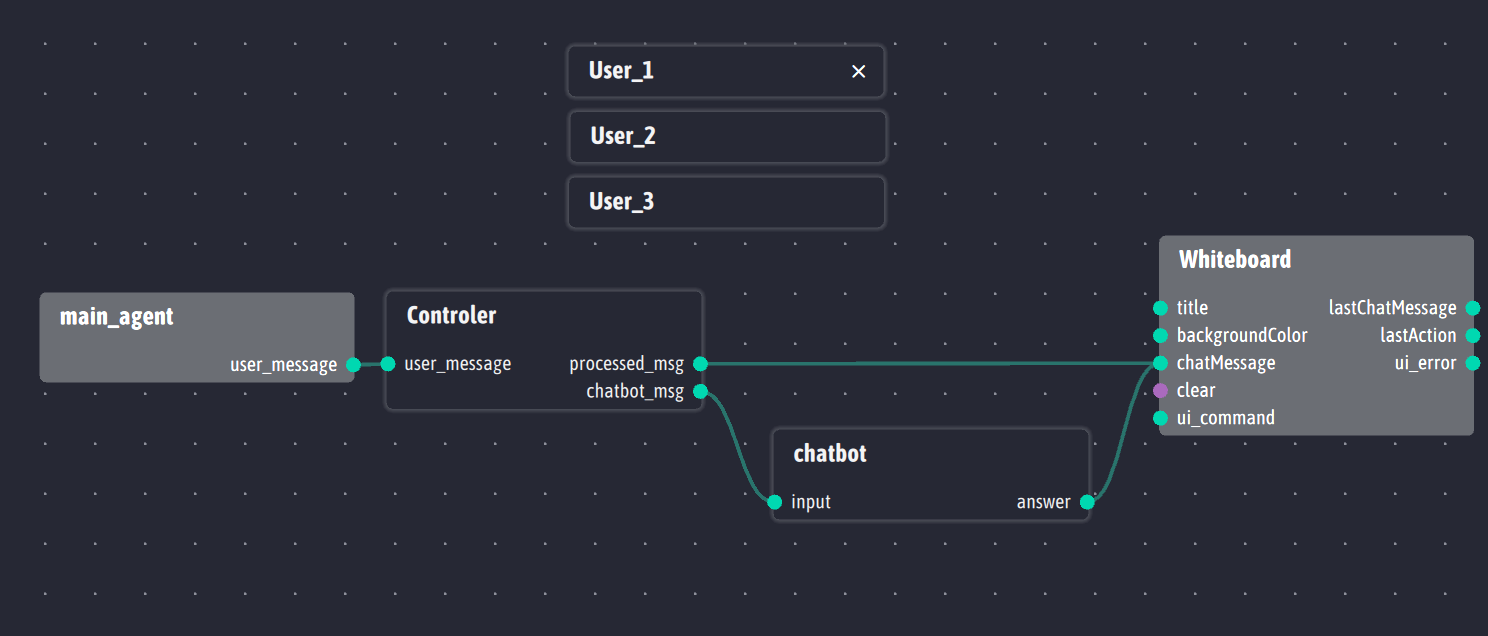 User_1
User_2
User_3
main_agent
user_message
Controler
user_message processed_msg
chatbot_msg
chatbot
input answer
Whiteboard
title lastChatMessage
backgroundColor lastAction
chatMessage ui_error
clear
ui_command